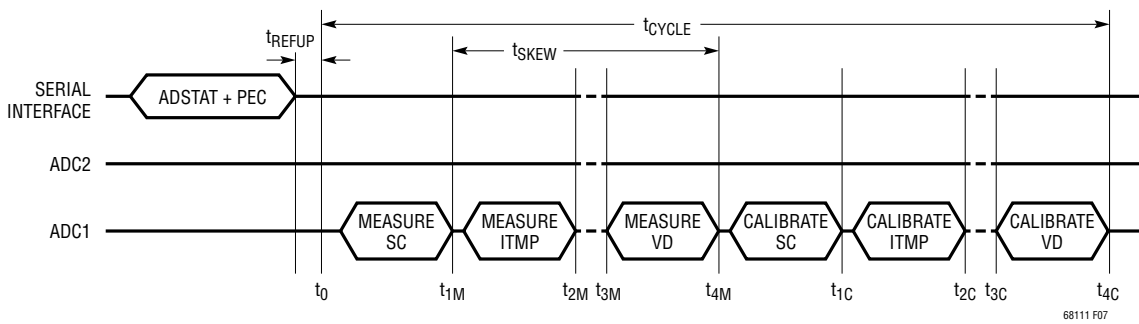 tCYCLE
tREFUP
tSKEW
SERIAL
INTERFACE
ADSTAT + PEC
ADC2
ADC1
MEASURE
SC
MEASURE
ITMP
MEASURE
VD
CALIBRATE
SC
CALIBRATE
ITMP
CALIBRATE
VD
t0 t1M t2M t3M t4M t1C t2C t3C t4C
68111 F07